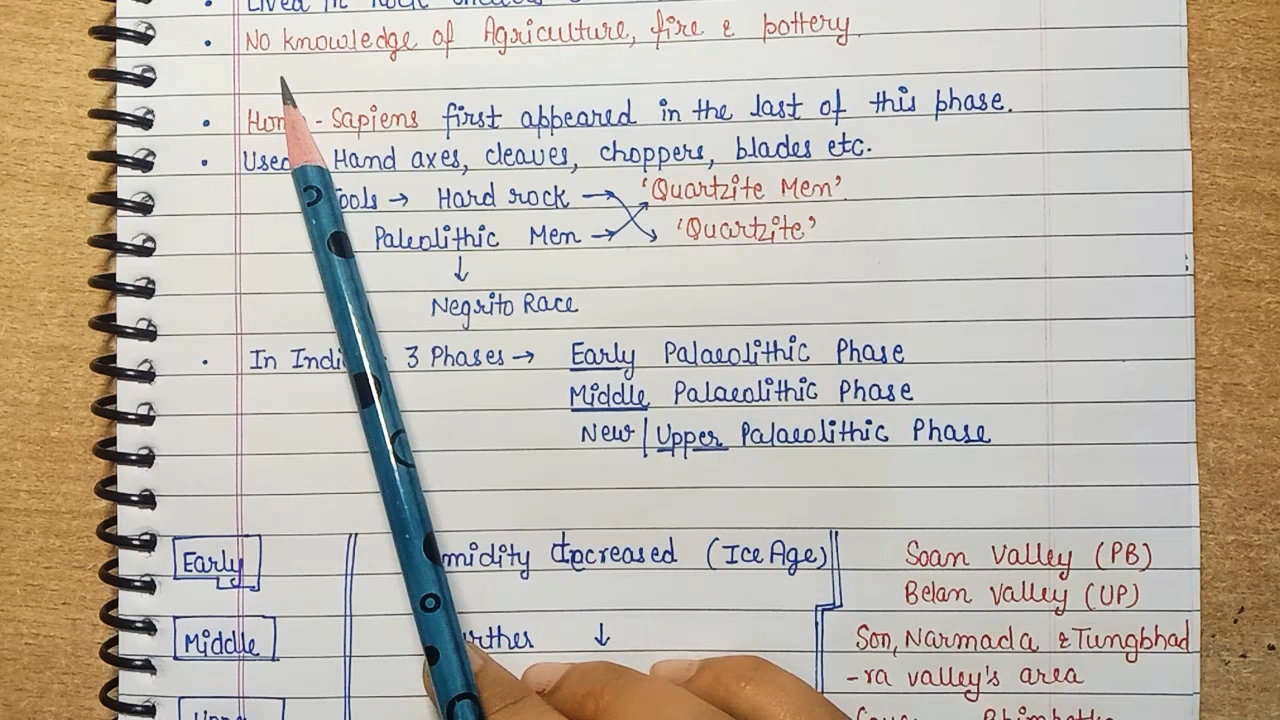 Lived in
• No knowledge of Agriculture, fire & pottery
• - Sapiens first appeared in the last of this phase.
• Used Hand axes, cleaves, choppers, blades etc.
→ Hard rock → 'Quartzite Men'
Paleolithic Men → 'Quartzite'
↓
Negrito Race
• In 3 Phases → Early Palaeolithic Phase
Middle Palaeolithic Phase
New/Upper Palaeolithic Phase
Early decreased (Ice Age) Soan Valley (PB)
Belan Valley (UP)
Middle ↓ Son, Narmada & Tungbhad
-ra valley's area